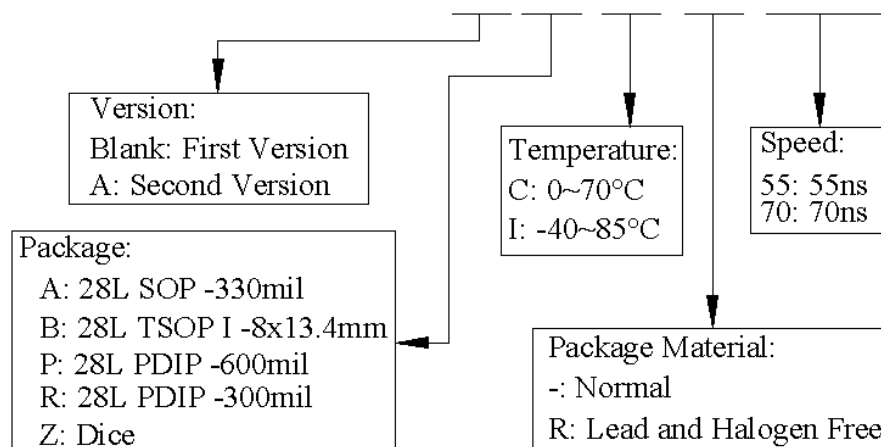 Version:
Blank: First Version
A: Second Version
Temperature:
C: 0~70°C
I: -40~85°C
Speed:
55: 55ns
70: 70ns
Package:
A: 28L SOP -330mil
B: 28L TSOP I -8x13.4mm
P: 28L PDIP -600mil
R: 28L PDIP -300mil
Z: Dice
Package Material:
-: Normal
R: Lead and Halogen Free